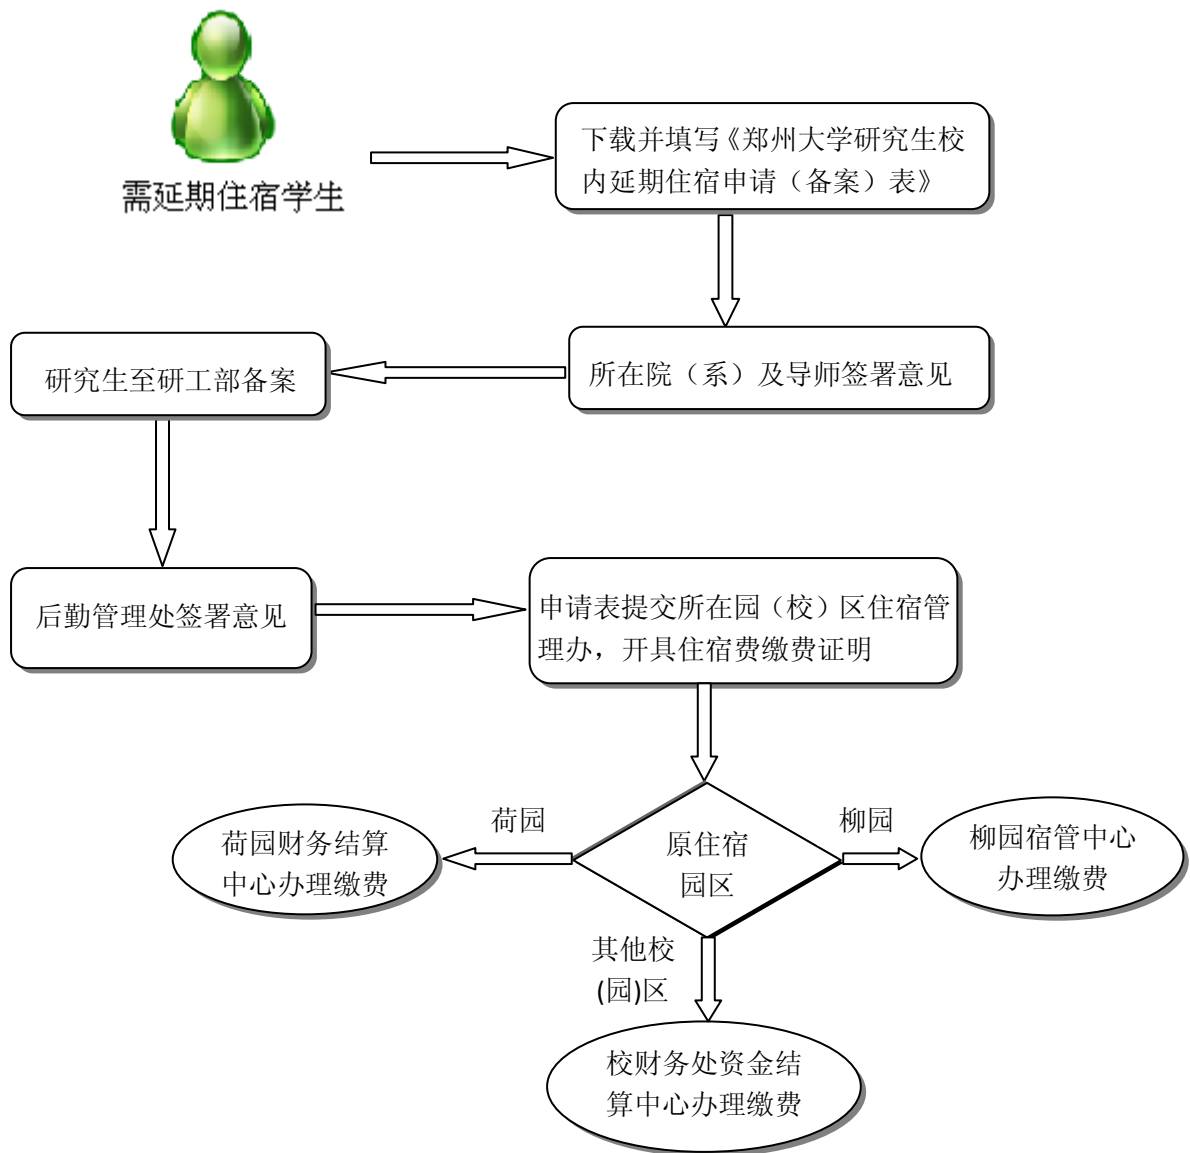 需延期住宿学生
下载并填写《郑州大学研究生校
内延期住宿申请（备案）表》
所在院（系）及导师签署意见
研究生至研工部备案
后勤管理处签署意见
申请表提交所在园（校）区住宿管
理办，开具住宿费缴费证明
原住宿
园区
荷园
荷园财务结算
中心办理缴费
柳园
柳园宿管中心
办理缴费
其他校
(园)区
校财务处资金结
算中心办理缴费